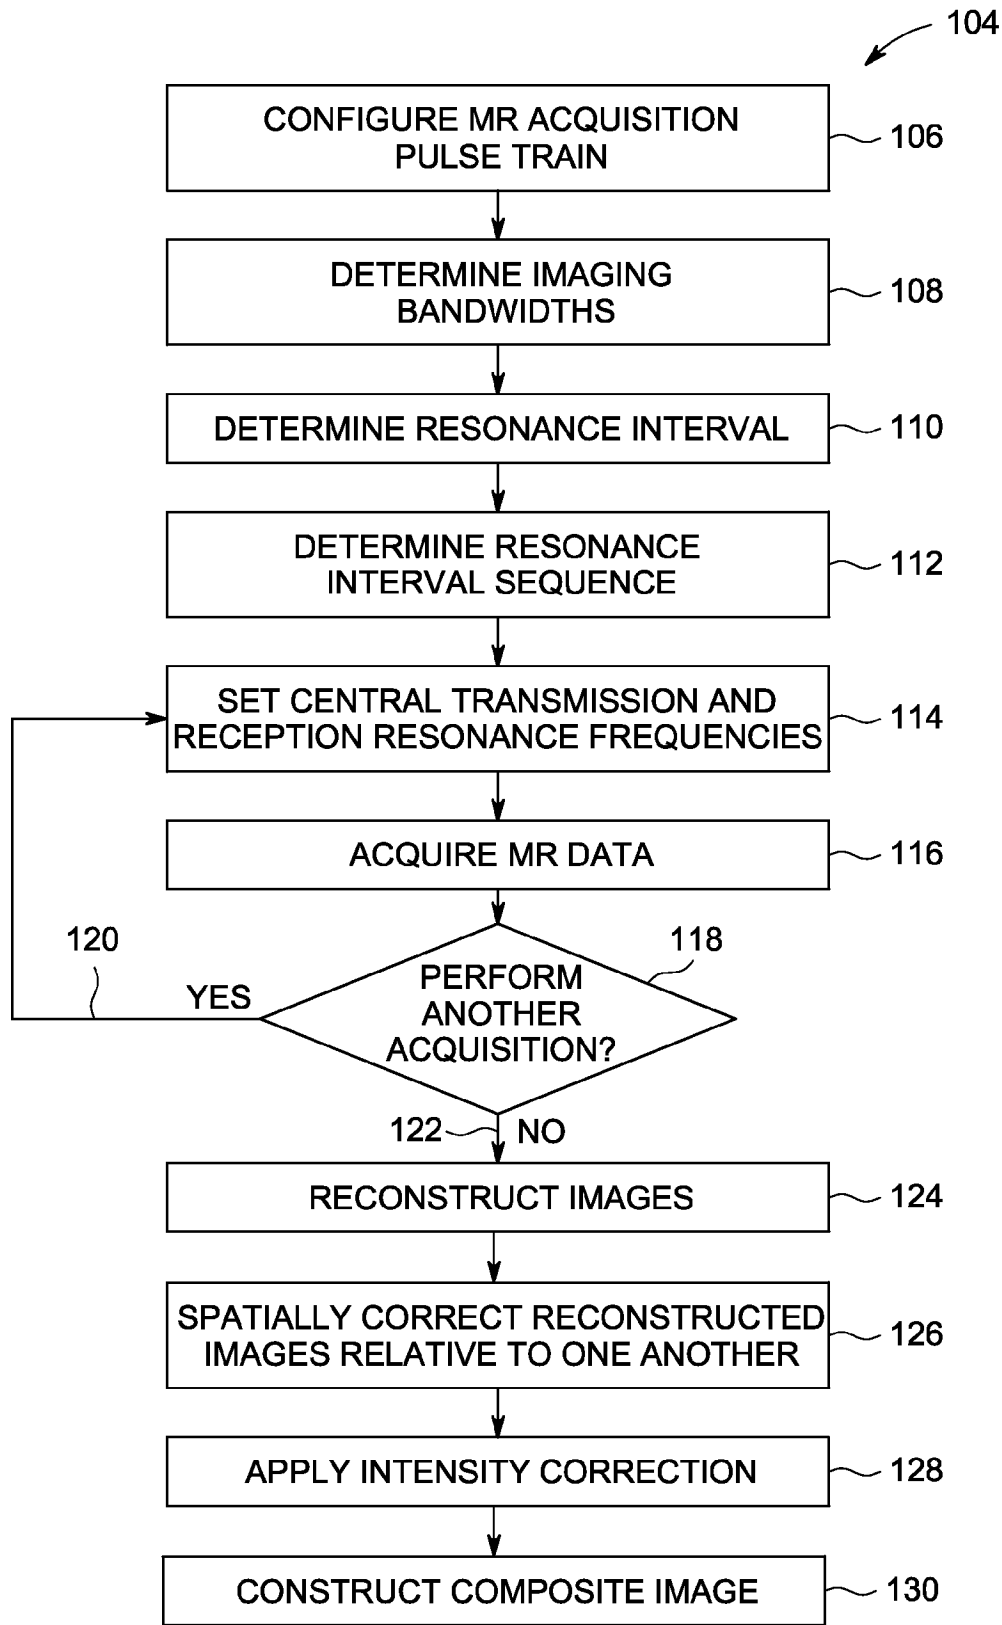 104
CONFIGURE MR ACQUISITION
PULSE TRAIN
106
DETERMINE IMAGING
BANDWIDTHS
108
DETERMINE RESONANCE INTERVAL
110
DETERMINE RESONANCE
INTERVAL SEQUENCE
112
SET CENTRAL TRANSMISSION AND
RECEPTION RESONANCE FREQUENCIES
114
ACQUIRE MR DATA
116
120
YES
PERFORM
ANOTHER
ACQUISITION?
118
122
NO
RECONSTRUCT IMAGES
124
SPATIALLY CORRECT RECONSTRUCTED
IMAGES RELATIVE TO ONE ANOTHER
126
APPLY INTENSITY CORRECTION
128
CONSTRUCT COMPOSITE IMAGE
130